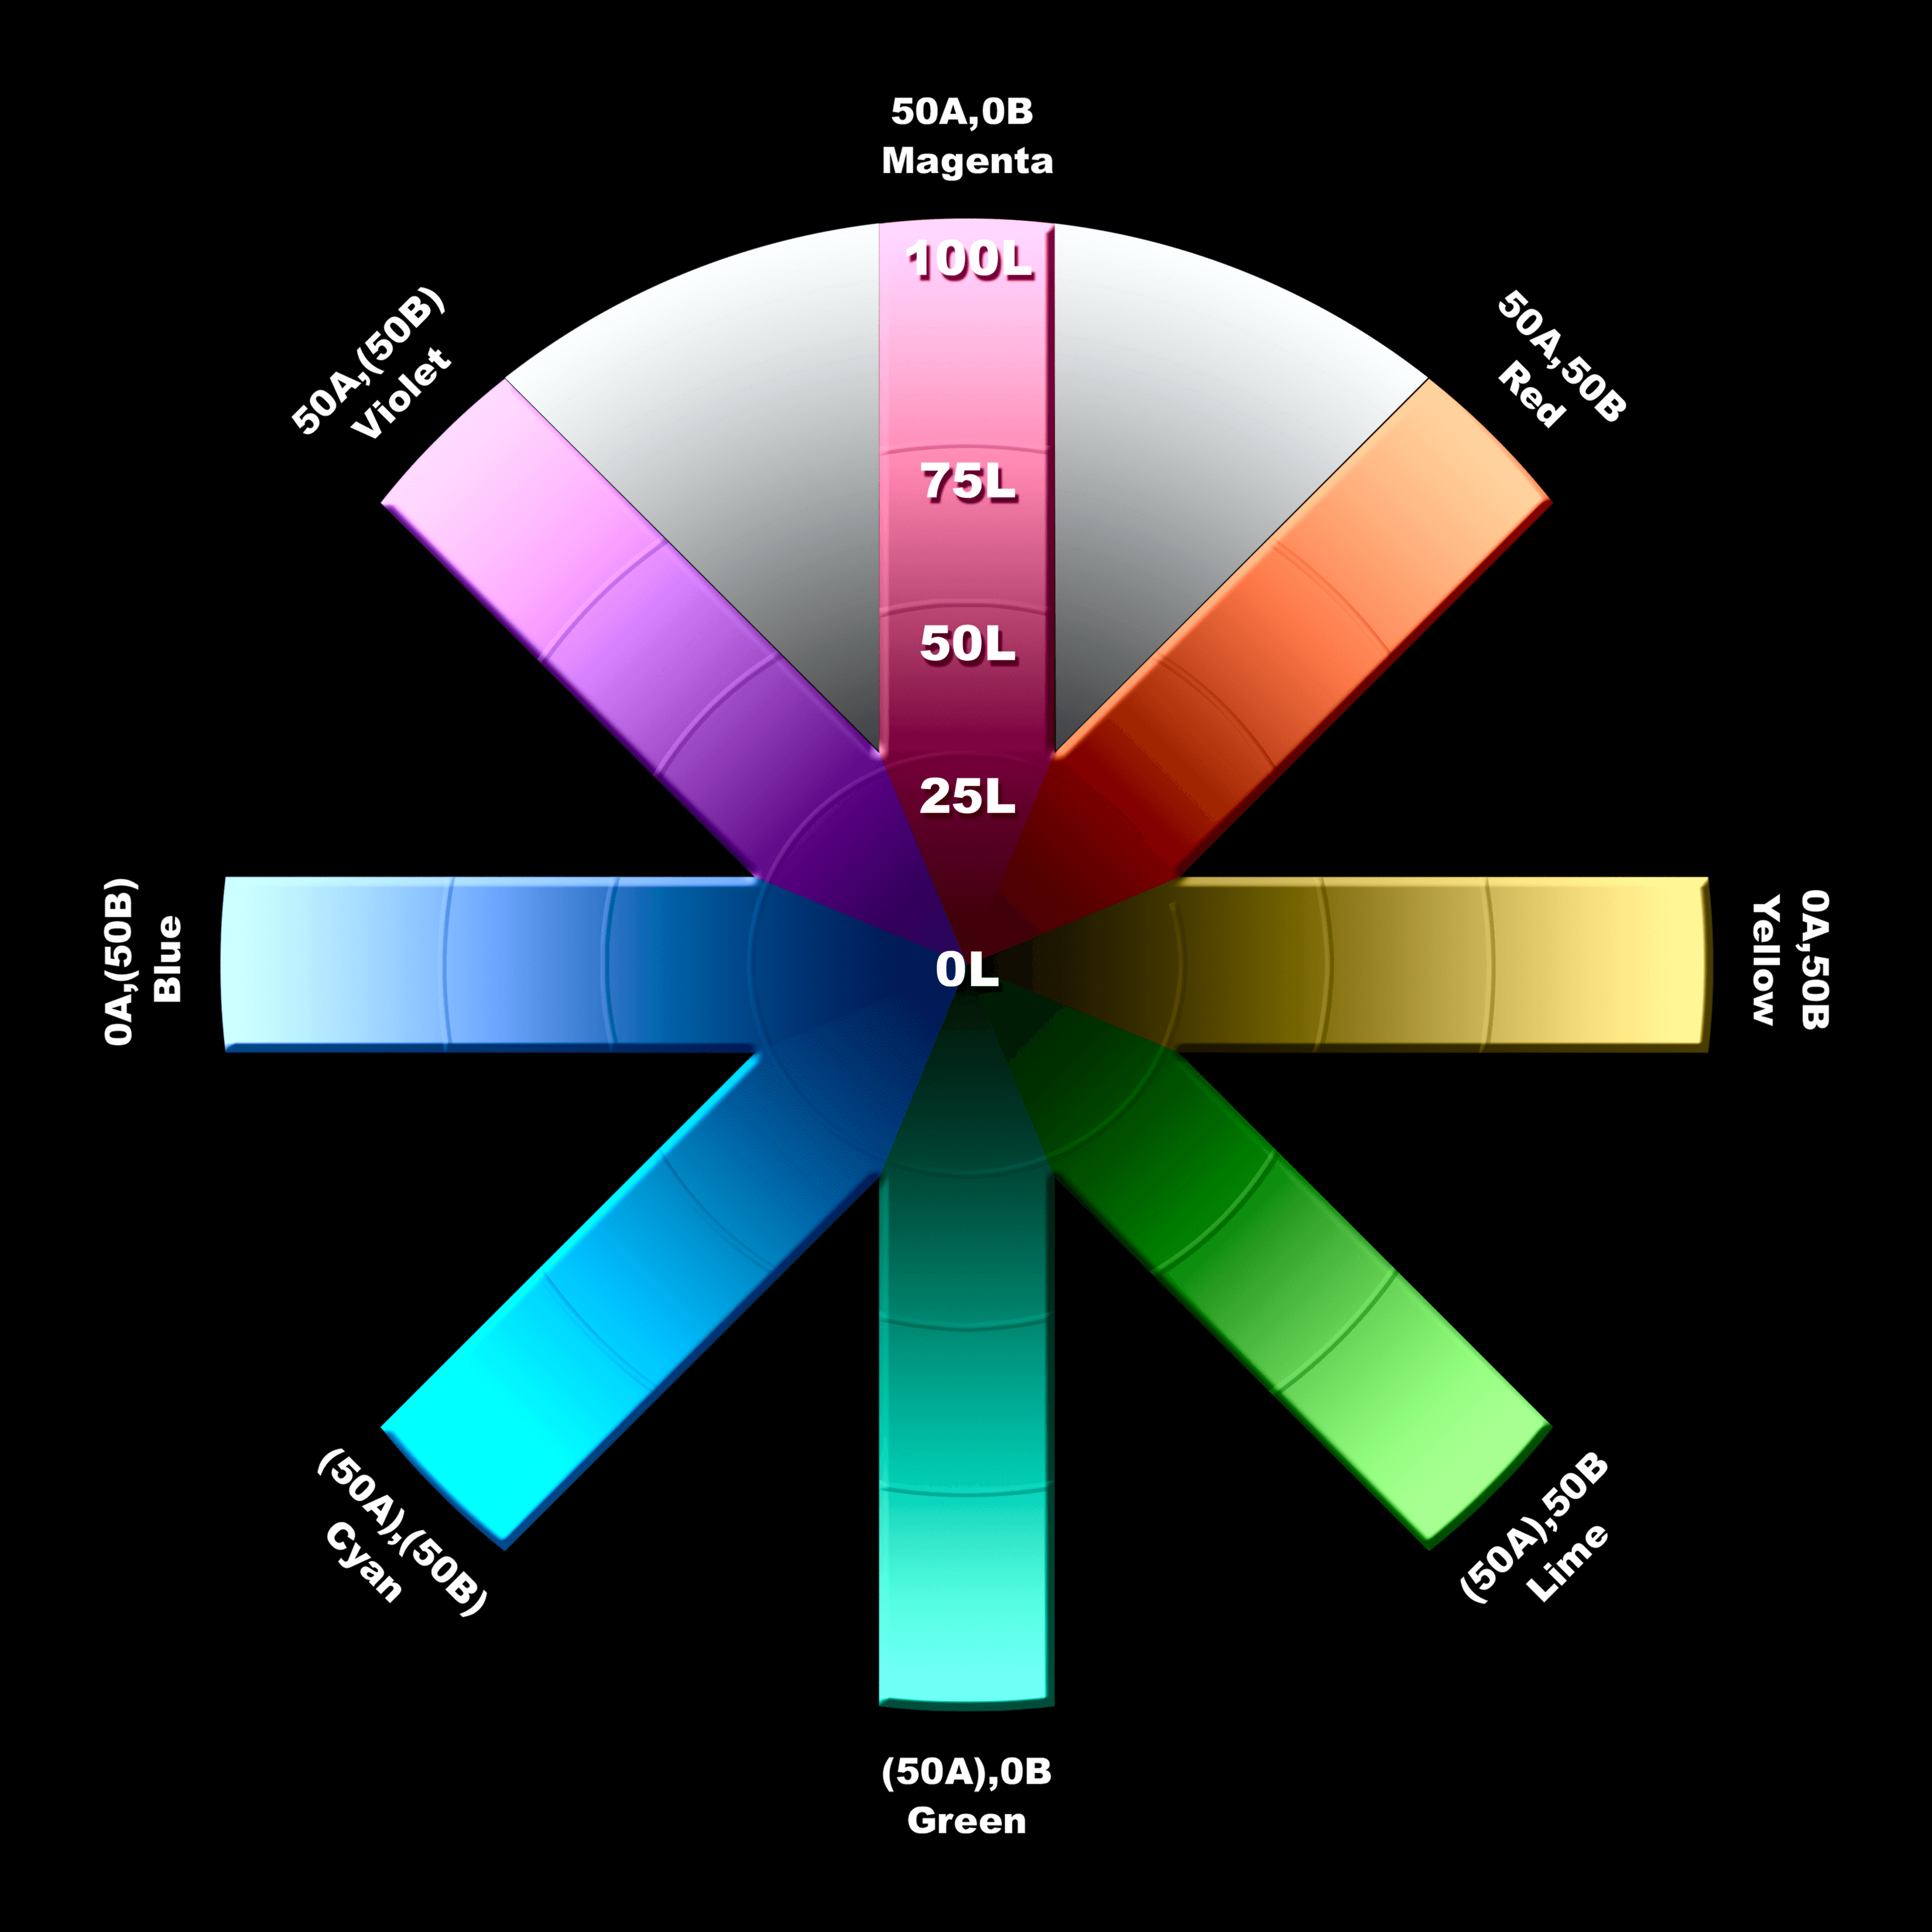 50A,0B
Magenta
50A,(50B)
Violet
50A,50B
Red
100L
75L
50L
25L
0L
0A,(50B)
Blue
0A,50B
Yellow
(50A),(50B)
Cyan
(50A),50B
Lime
(50A),0B
Green